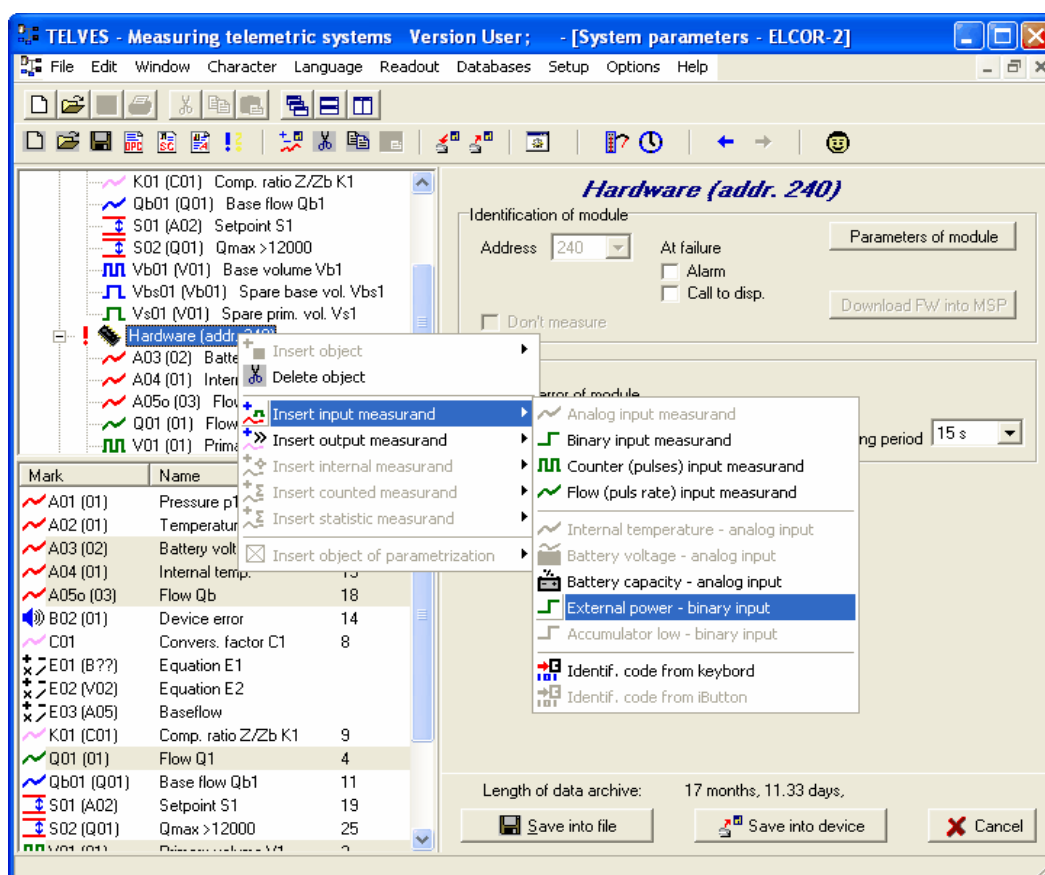 TELVES - Measuring telemetric systems Version User; - [System parameters - ELCOR-2]
File Edit Window Character Language Readout Databases Setup Options Help
K01 (C01) Comp. ratio Z/Zb K1
Qb01 (Q01) Base flow Qb1
S01 (A02) Setpoint S1
S02 (Q01) Qmax >12000
Vb01 (V01) Base volume Vb1
Vbs01 (Vb01) Spare base vol. Vbs1
Vs01 (V01) Spare prim. vol. Vs1
Hardware (addr. 240)
A03 (02) Batte
A04 (01) Intern
A05o (03) Flow
Q01 (01) Flow
V01 (01) Prima
Hardware (addr. 240)
Identification of module
Address 240
At failure
Alarm
Call to disp.
Don't measure
Parameters of module
Download FW into MSP
error of module
ng period 15 s
Insert object
Delete object
Insert input measurand
Insert output measurand
Insert internal measurand
Insert counted measurand
Insert statistic measurand
Insert object of parametrization
Analog input measurand
Binary input measurand
Counter (pulses) input measurand
Flow (puls rate) input measurand
Internal temperature - analog input
Battery voltage - analog input
Battery capacity - analog input
External power - binary input
Accumulator low - binary input
Identif. code from keybord
Identif. code from iButton
Mark Name
A01 (01) Pressure p1
A02 (01) Temperatur
A03 (02) Battery volt
A04 (01) Internal temp. 15
A05o (03) Flow Qb 18
B02 (01) Device error 14
C01 Convers. factor C1 8
E01 (B??) Equation E1
E02 (V02) Equation E2
E03 (A05) Baseflow
K01 (C01) Comp. ratio Z/Zb K1 9
Q01 (01) Flow Q1 4
Qb01 (Q01) Base flow Qb1 11
S01 (A02) Setpoint S1 19
S02 (Q01) Qmax >12000 25
V01 (01) Primary volume V1
Length of data archive: 17 months, 11.33 days,
Save into file
Save into device
Cancel